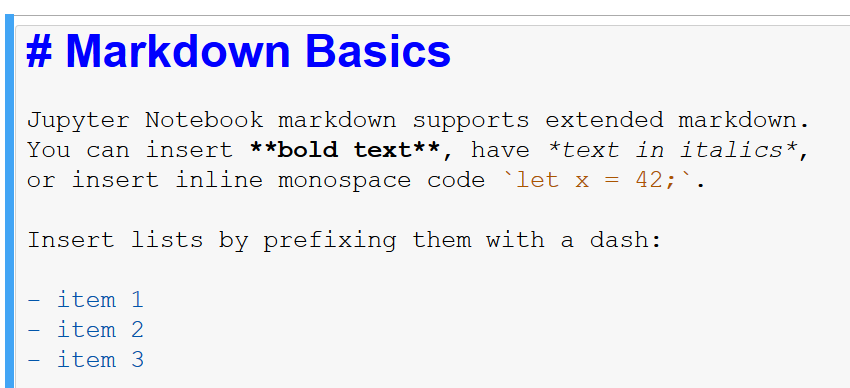 # Markdown Basics
Jupyter Notebook markdown supports extended markdown.
You can insert **bold text**, have *text in italics*,
or insert inline monospace code `let x = 42;`.
Insert lists by prefixing them with a dash:
- item 1
- item 2
- item 3